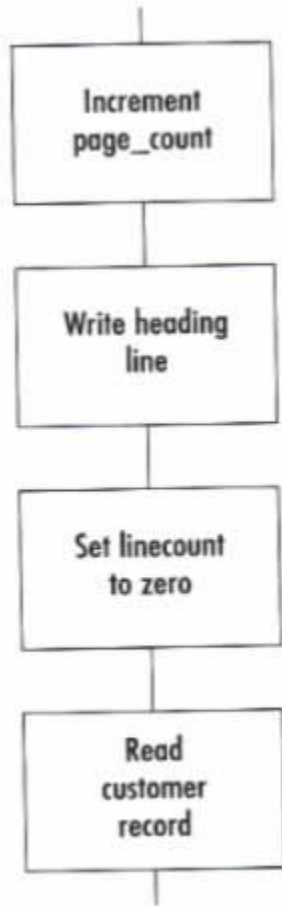 Increment
page_count
Write heading
line
Set linecount
to zero
Read
customer
record